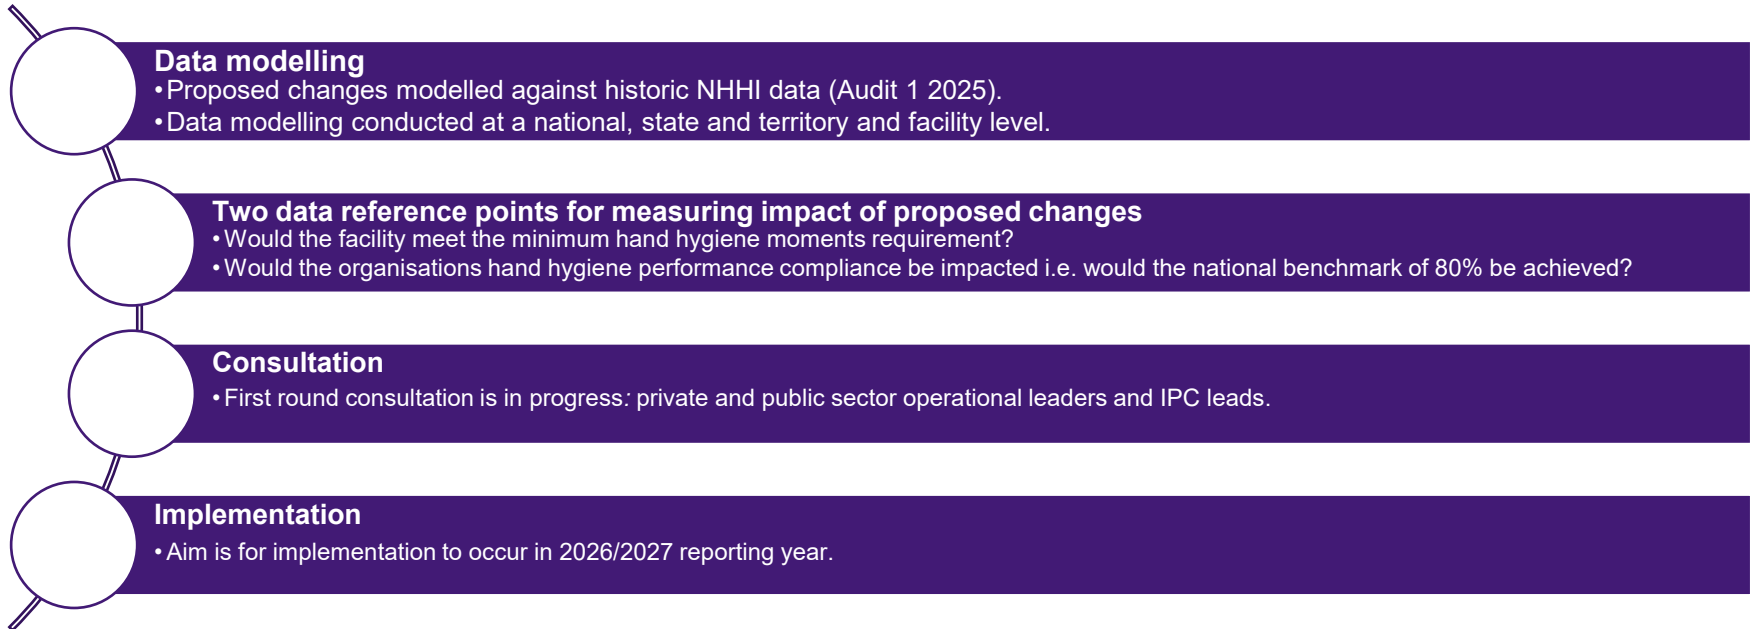 Data modelling
•Proposed changes modelled against historic NHHI data (Audit 1 2025).
•Data modelling conducted at a national, state and territory and facility level.
Two data reference points for measuring impact of proposed changes
•Would the facility meet the minimum hand hygiene moments requirement?
•Would the organisations hand hygiene performance compliance be impacted i.e. would the national benchmark of 80% be achieved?
Consultation
•First round consultation is in progress: private and public sector operational leaders and IPC leads.
Implementation
•Aim is for implementation to occur in 2026/2027 reporting year.